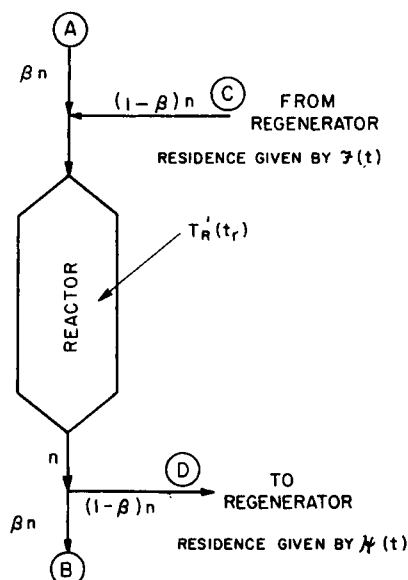 A
βn
(1-β)n
C
FROM
REGENERATOR
RESIDENCE GIVEN BY ℱ(t)
T'R(tr)
REACTOR
n
D
TO
REGENERATOR
(1-β)n
βn
RESIDENCE GIVEN BY ℋ(t)
B